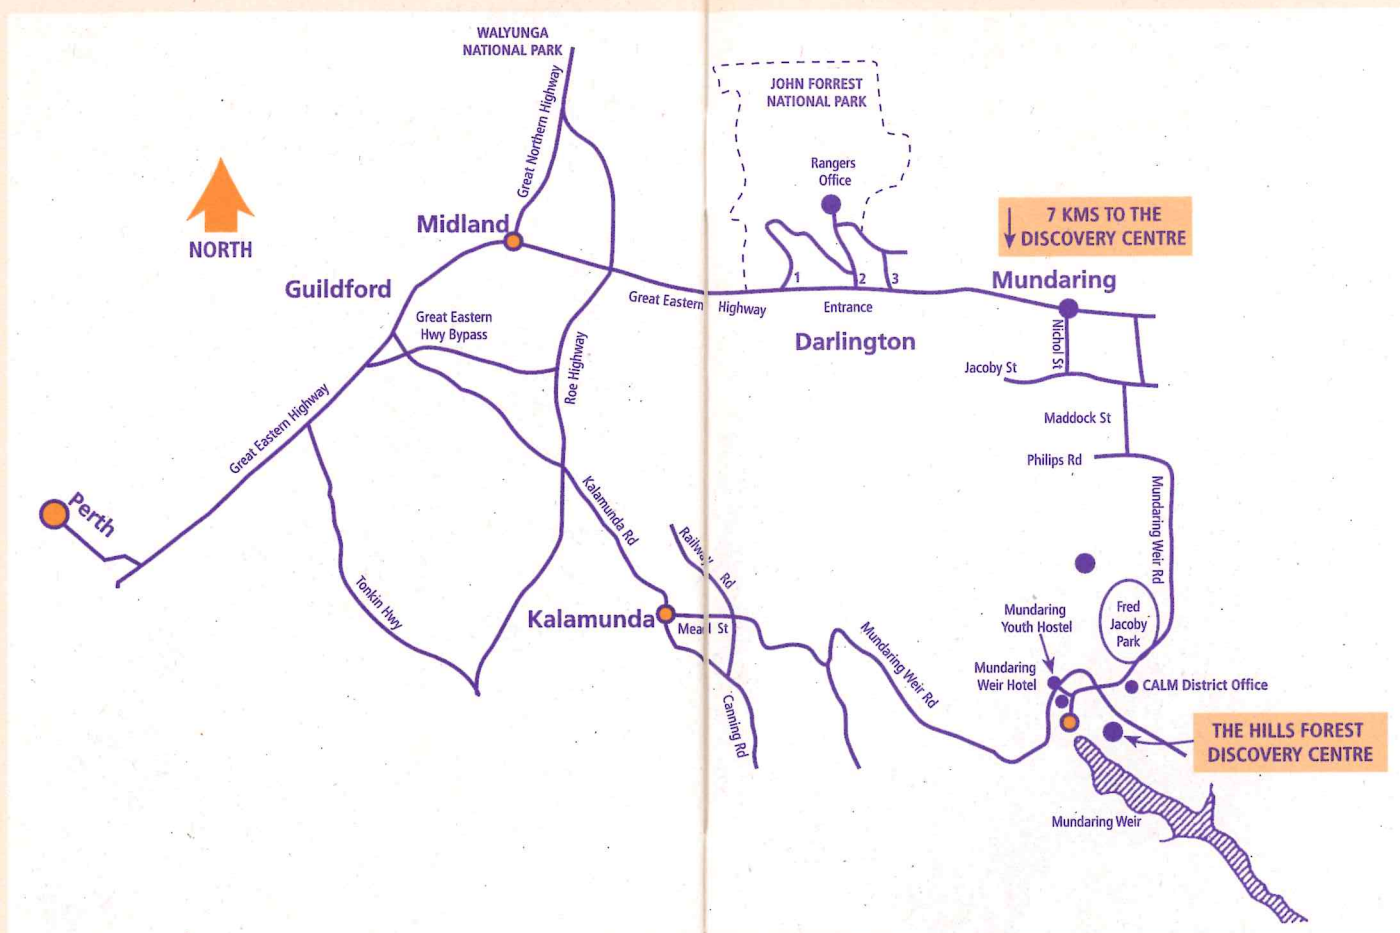 WALYUNGA
NATIONAL PARK
Great Northern Highway
JOHN FORREST
NATIONAL PARK
Rangers
Office
NORTH
Midland
7 KMS TO THE
DISCOVERY CENTRE
Guildford
Mundaring
1
2
3
Great Eastern Highway
Entrance
Great Eastern
Hwy Bypass
Darlington
Nichol St
Roe Highway
Jacoby St
Great Eastern Highway
Maddock St
Philips Rd
Perth
Kalamunda Rd
Mundaring Weir Rd
Railway Rd
Tonkin Hwy
Kalamunda
Mead St
Mundaring
Youth Hostel
Fred
Jacoby
Park
Mundaring Weir Rd
Mundaring
Weir Hotel
CALM District Office
Canning Rd
THE HILLS FOREST
DISCOVERY CENTRE
Mundaring Weir